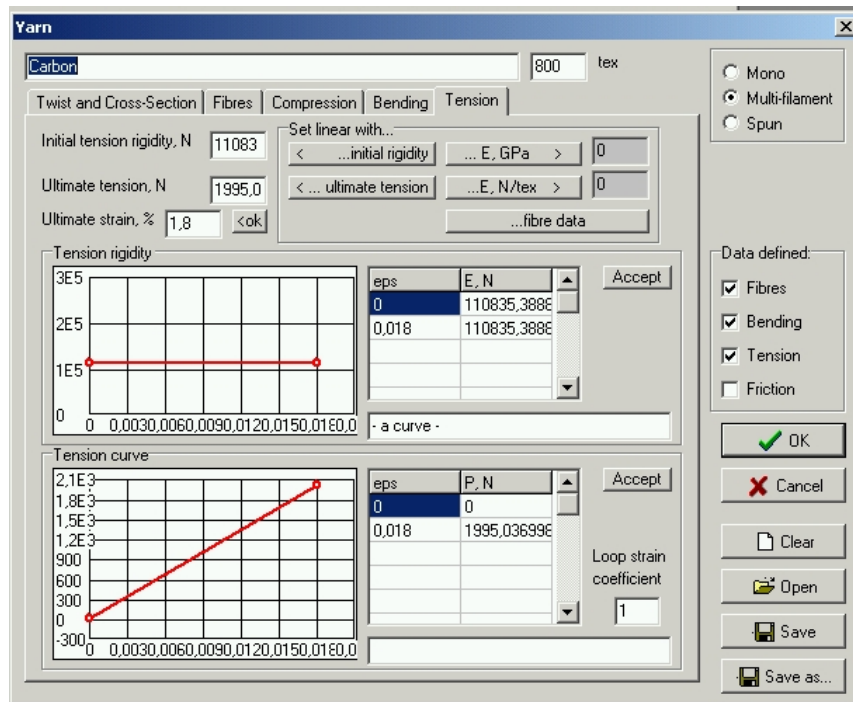 Yarn
Carbon
800 tex
Mono
Multi-filament
Spun
Twist and Cross-Section Fibres Compression Bending Tension
Initial tension rigidity, N 11083
Ultimate tension, N 1995,0
Ultimate strain, % 1,8 <ok
Set linear with...
< ...initial rigidity ... E, GPa > 0
< ... ultimate tension ...E, N/tex > 0
...fibre data
Tension rigidity
3E5
2E5
1E5
0
0 0,0030,0060,0090,0120,0150,018 0,0
eps E, N
0 110835,3888
0,018 110835,3888
Accept
- a curve -
Tension curve
2,1E3
1,8E3
1,5E3
1,2E3
900
600
300
0
-300
0 0,0030,0060,0090,0120,0150,018 0,0
eps P, N
0 0
0,018 1995,036998
Accept
Loop strain
coefficient
1
Data defined:
Fibres
Bending
Tension
Friction
OK
Cancel
Clear
Open
Save
Save as...